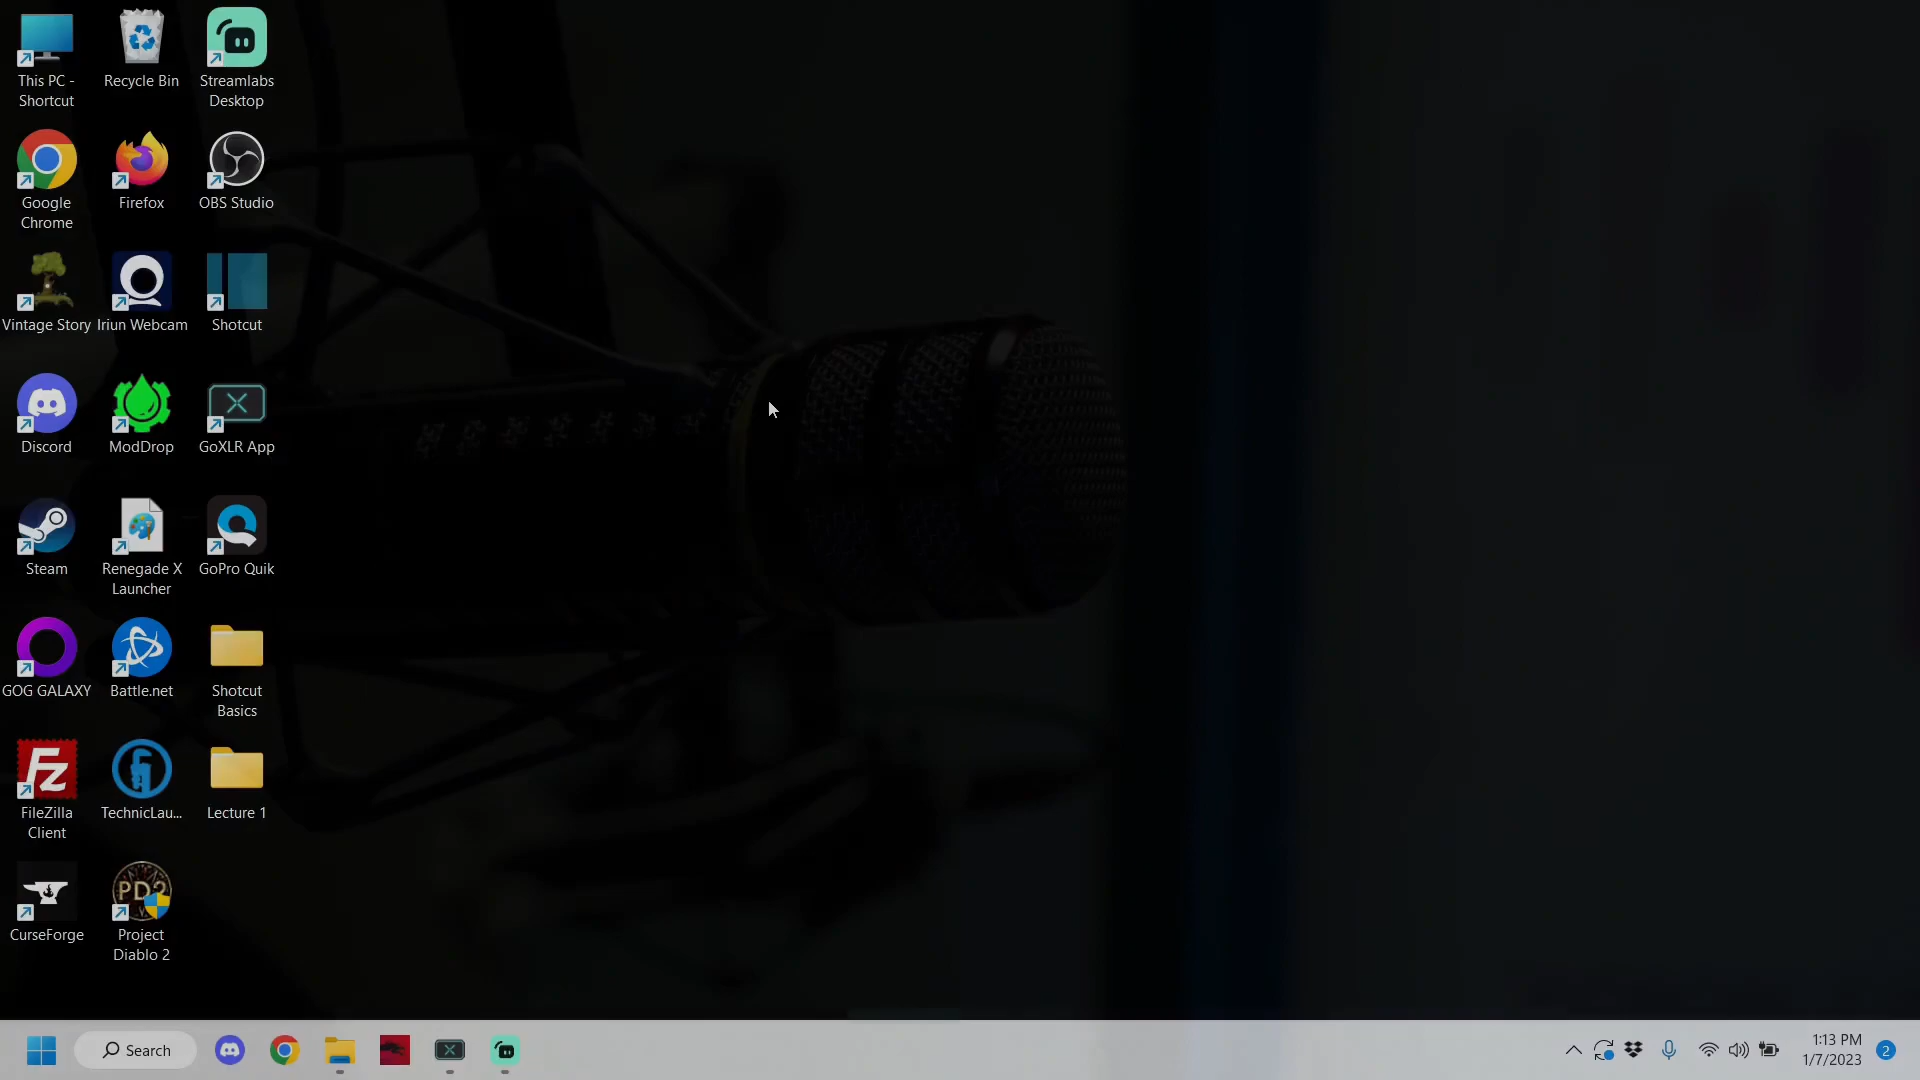 This PC -
Shortcut
Recycle Bin
Streamlabs
Desktop
Google
Chrome
Firefox
OBS Studio
Vintage Story
Iriun Webcam
Shotcut
Discord
ModDrop
GoXLR App
Steam
Renegade X
Launcher
GoPro Quik
GOG GALAXY
Battle.net
Shotcut
Basics
Fz
FileZilla
Client
TechnicLau...
Lecture 1
CurseForge
PD2
Project
Diablo 2
Search
1:13 PM
1/7/2023
2